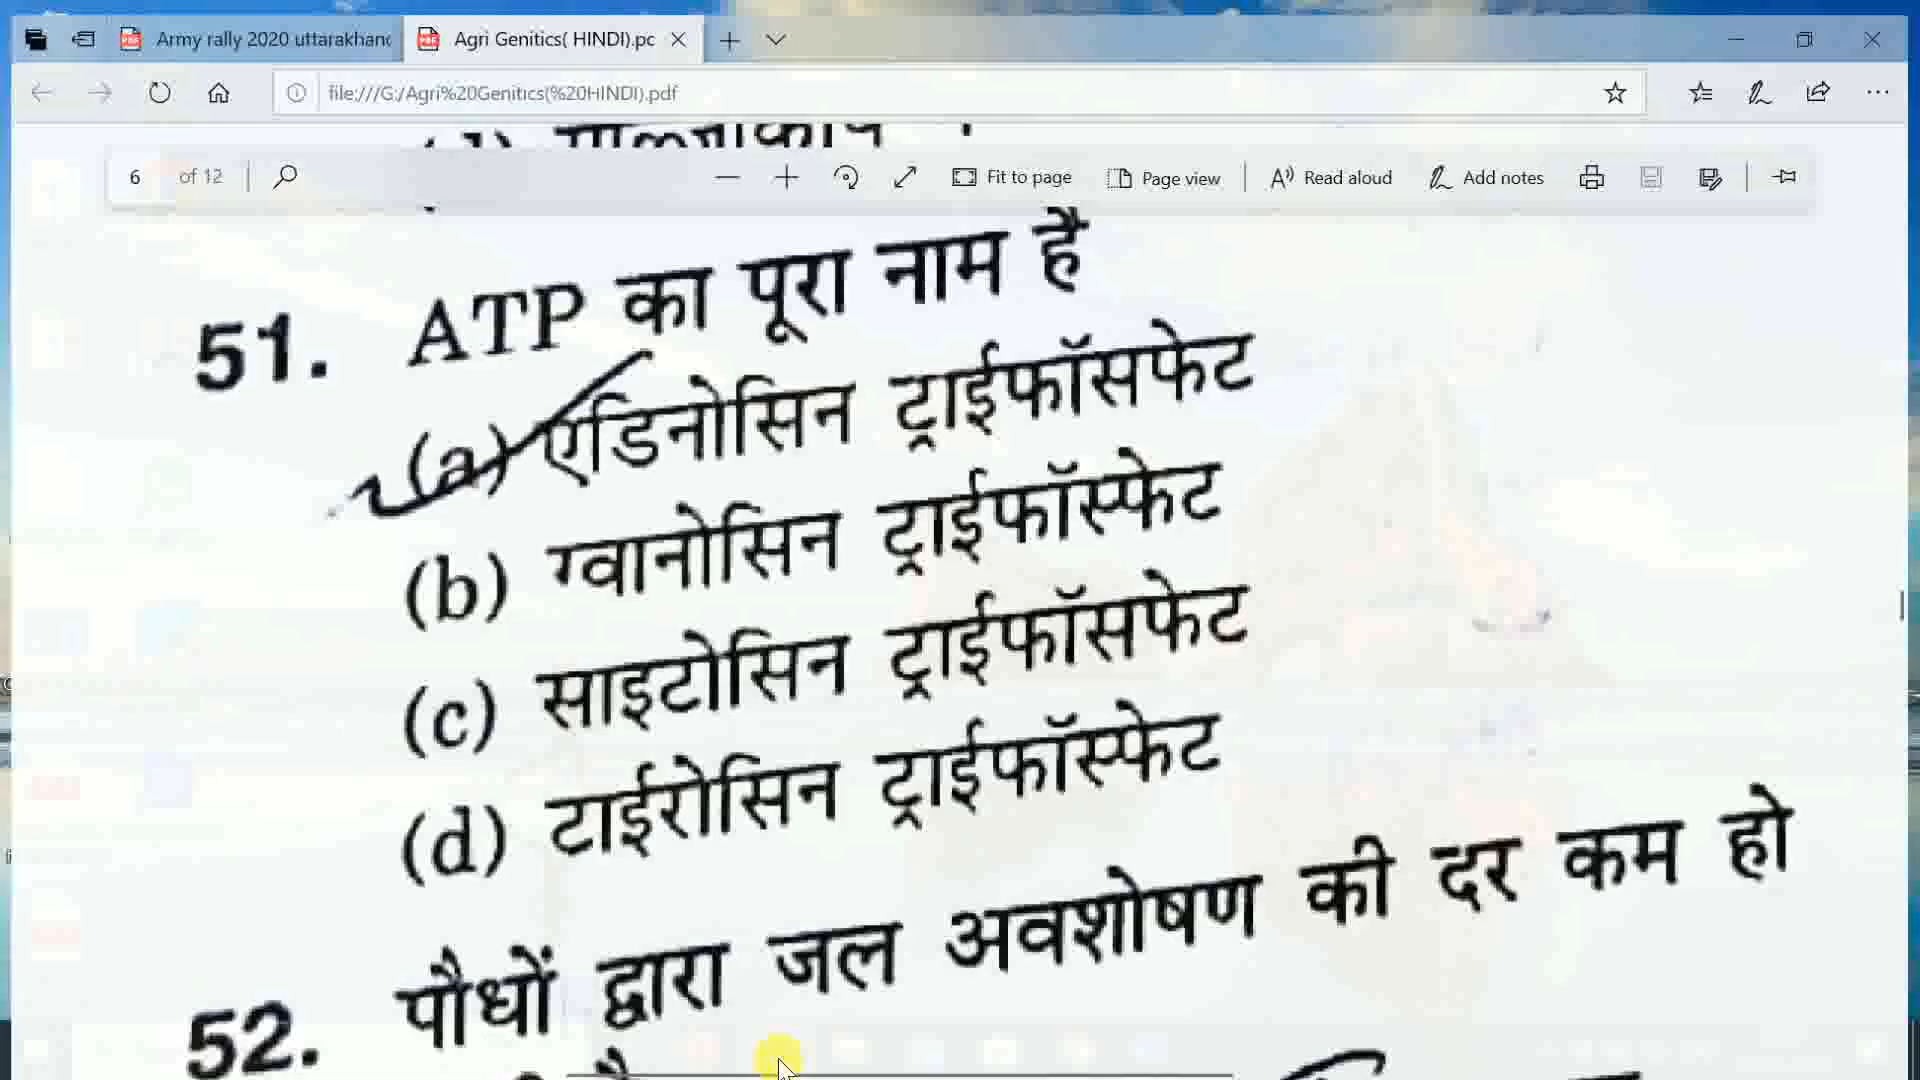 Army rally 2020 uttarakhand
Agri Genitics( HINDI).pc
file:///G:/Agri%20Genitics(%20HINDI).pdf
6 of 12
Fit to page
Page view
Read aloud
Add notes
51. ATP का पूरा नाम है
(a) एडिनोसिन ट्राईफॉसफेट
(b) ग्वानोसिन ट्राईफॉस्फेट
(c) साइटोसिन ट्राईफॉसफेट
(d) टाईरोसिन ट्राईफॉस्फेट
52. पौधों द्वारा जल अवशोषण की दर कम हो